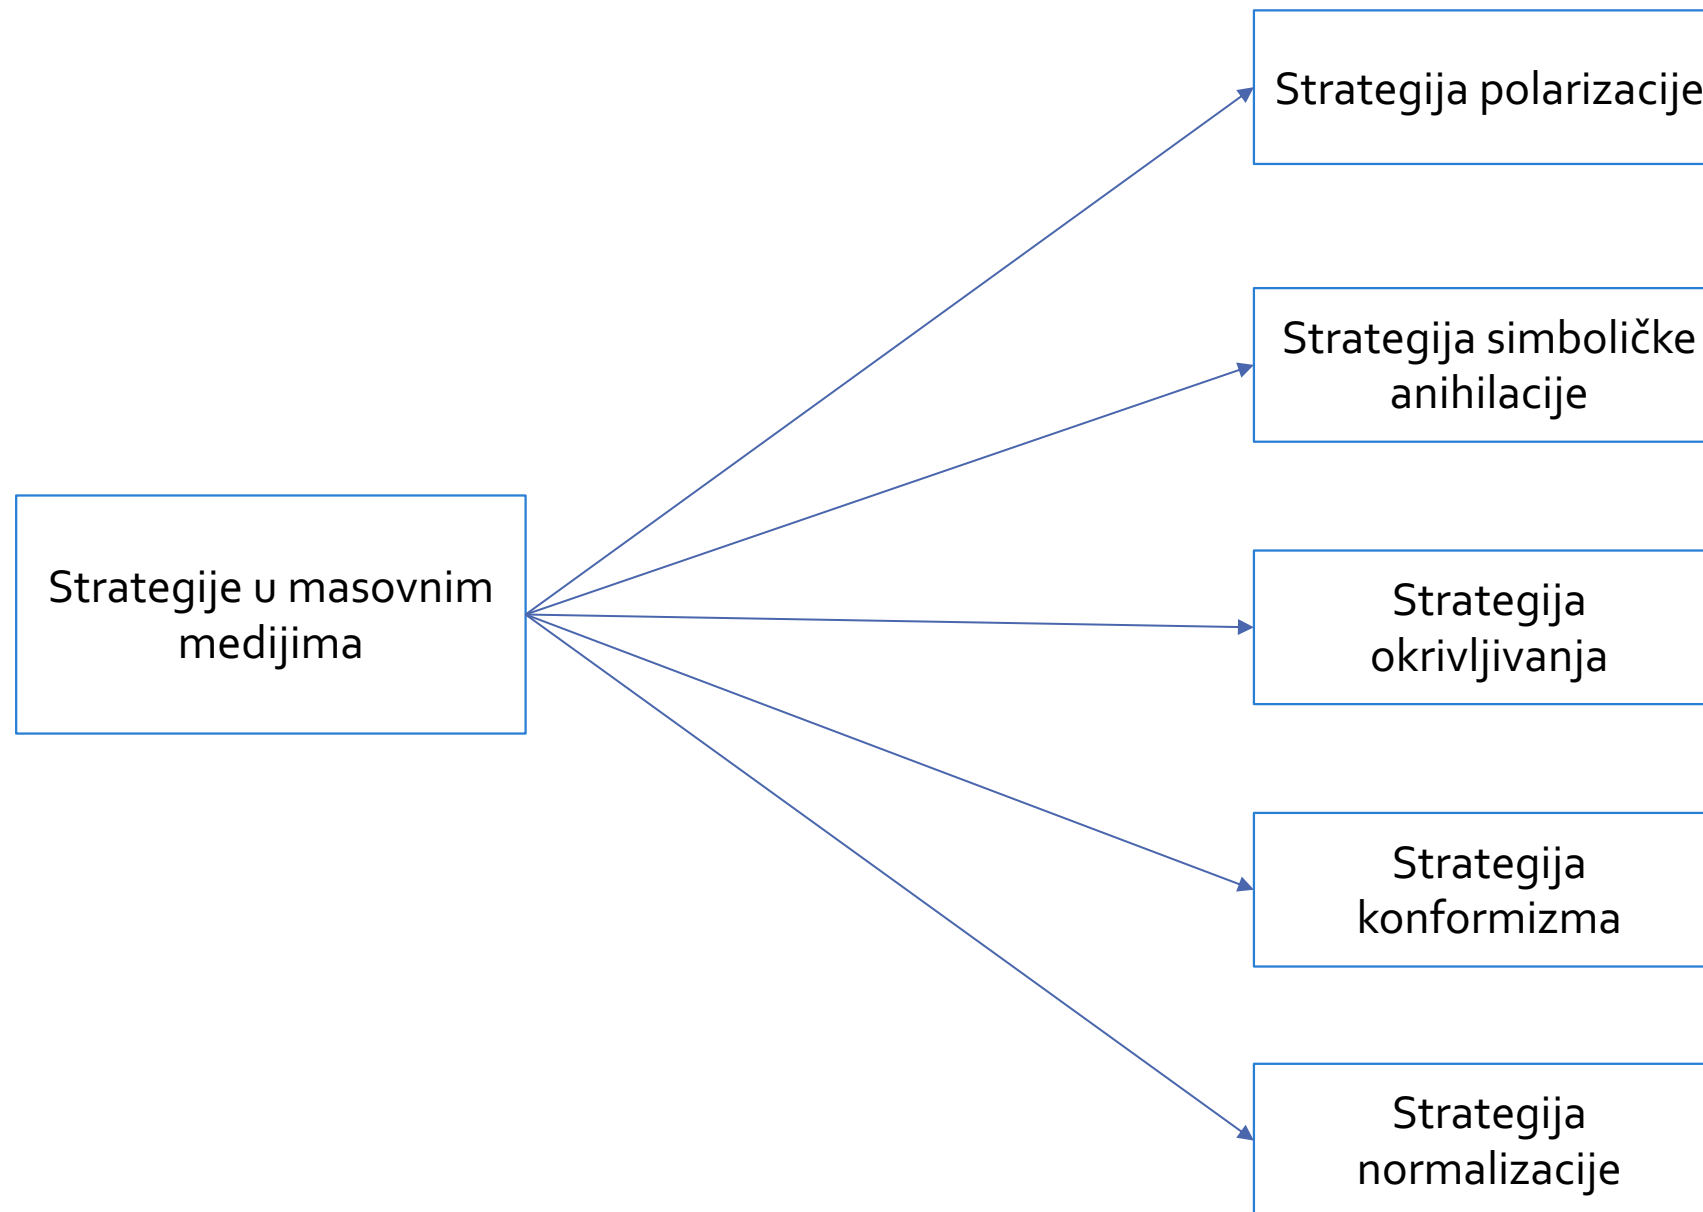 Strategije u masovnim
medijima
Strategija polarizacije
Strategija simboličke
anihilacije
Strategija
okrivljivanja
Strategija
konformizma
Strategija
normalizacije